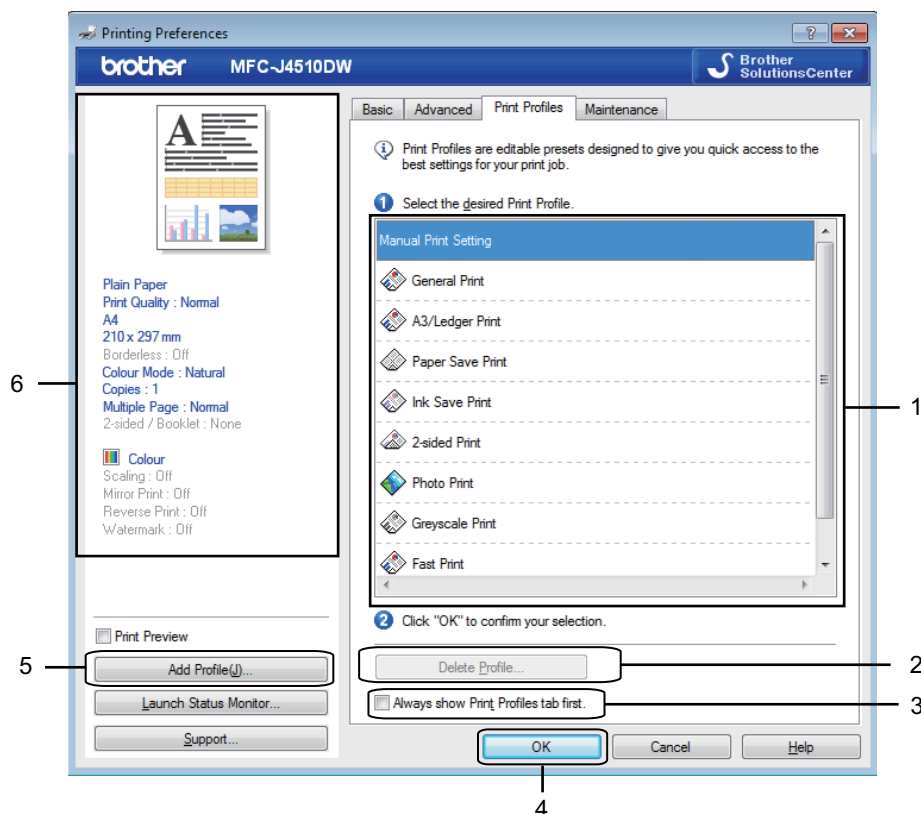 Printing Preferences
brother MFC-J4510DW
Brother
SolutionsCenter
A
Plain Paper
Print Quality : Normal
A4
210 x 297 mm
Borderless : Off
Colour Mode : Natural
Copies : 1
Multiple Page : Normal
2-sided / Booklet : None
Colour
Scaling : Off
Mirror Print : Off
Reverse Print : Off
Watermark : Off
6
Print Preview
5
Add Profile(J)...
Launch Status Monitor...
Support...
Basic Advanced Print Profiles Maintenance
Print Profiles are editable presets designed to give you quick access to the
best settings for your print job.
1 Select the desired Print Profile.
Manual Print Setting
General Print
A3/Ledger Print
Paper Save Print
Ink Save Print
2-sided Print
Photo Print
Greyscale Print
Fast Print
1
2 Click "OK" to confirm your selection.
Delete Profile...
2
Always show Print Profiles tab first.
3
OK Cancel Help
4